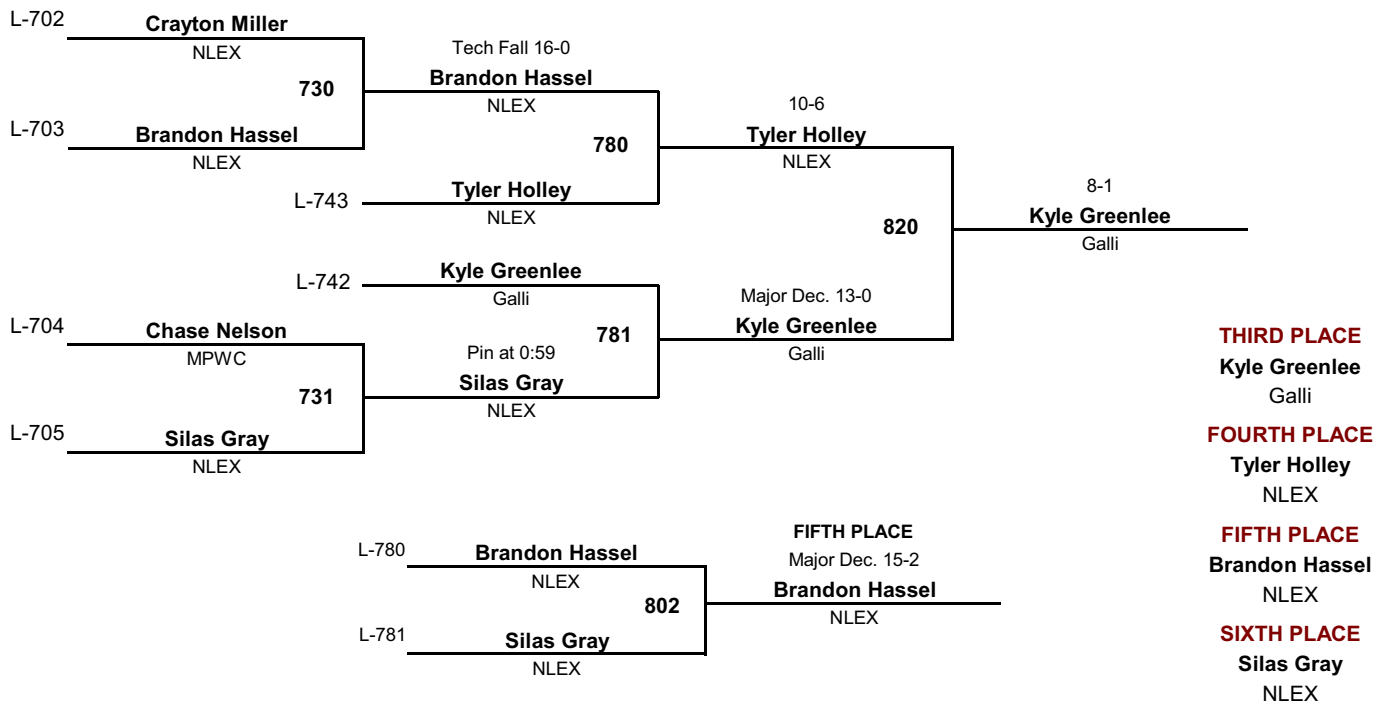 L-702
Crayton Miller
NLEX
730
L-703
Brandon Hassel
NLEX
Tech Fall 16-0
Brandon Hassel
NLEX
780
L-743
Tyler Holley
NLEX
10-6
Tyler Holley
NLEX
820
8-1
Kyle Greenlee
Galli
L-742
Kyle Greenlee
Galli
781
Major Dec. 13-0
Kyle Greenlee
Galli
L-704
Chase Nelson
MPWC
731
Pin at 0:59
Silas Gray
NLEX
L-705
Silas Gray
NLEX
THIRD PLACE
Kyle Greenlee
Galli
FOURTH PLACE
Tyler Holley
NLEX
L-780
Brandon Hassel
NLEX
802
L-781
Silas Gray
NLEX
FIFTH PLACE
Major Dec. 15-2
Brandon Hassel
NLEX
FIFTH PLACE
Brandon Hassel
NLEX
SIXTH PLACE
Silas Gray
NLEX